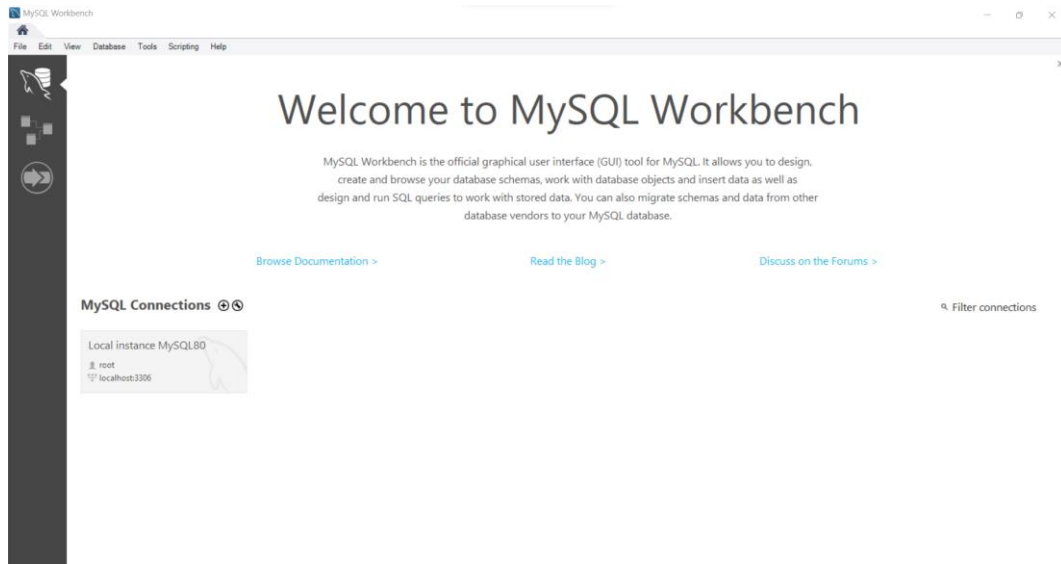 MySQL Workbench
File Edit View Database Tools Scripting Help
Welcome to MySQL Workbench
MySQL Workbench is the official graphical user interface (GUI) tool for MySQL. It allows you to design,
create and browse your database schemas, work with database objects and insert data as well as
design and run SQL queries to work with stored data. You can also migrate schemas and data from other
database vendors to your MySQL database.
Browse Documentation > Read the Blog > Discuss on the Forums >
MySQL Connections Filter connections
Local instance MySQL80
root
localhost:3306